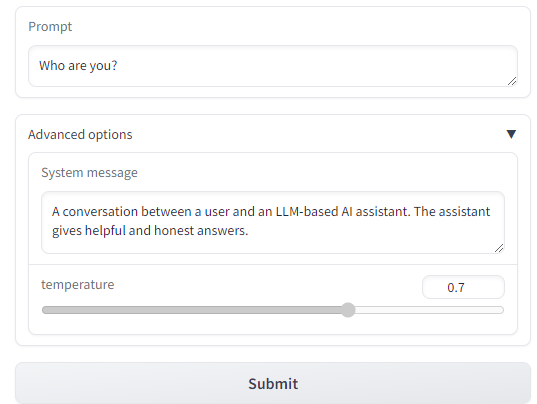 Prompt
Who are you?
Advanced options
System message
A conversation between a user and an LLM-based AI assistant. The assistant
gives helpful and honest answers.
temperature
0.7
Submit